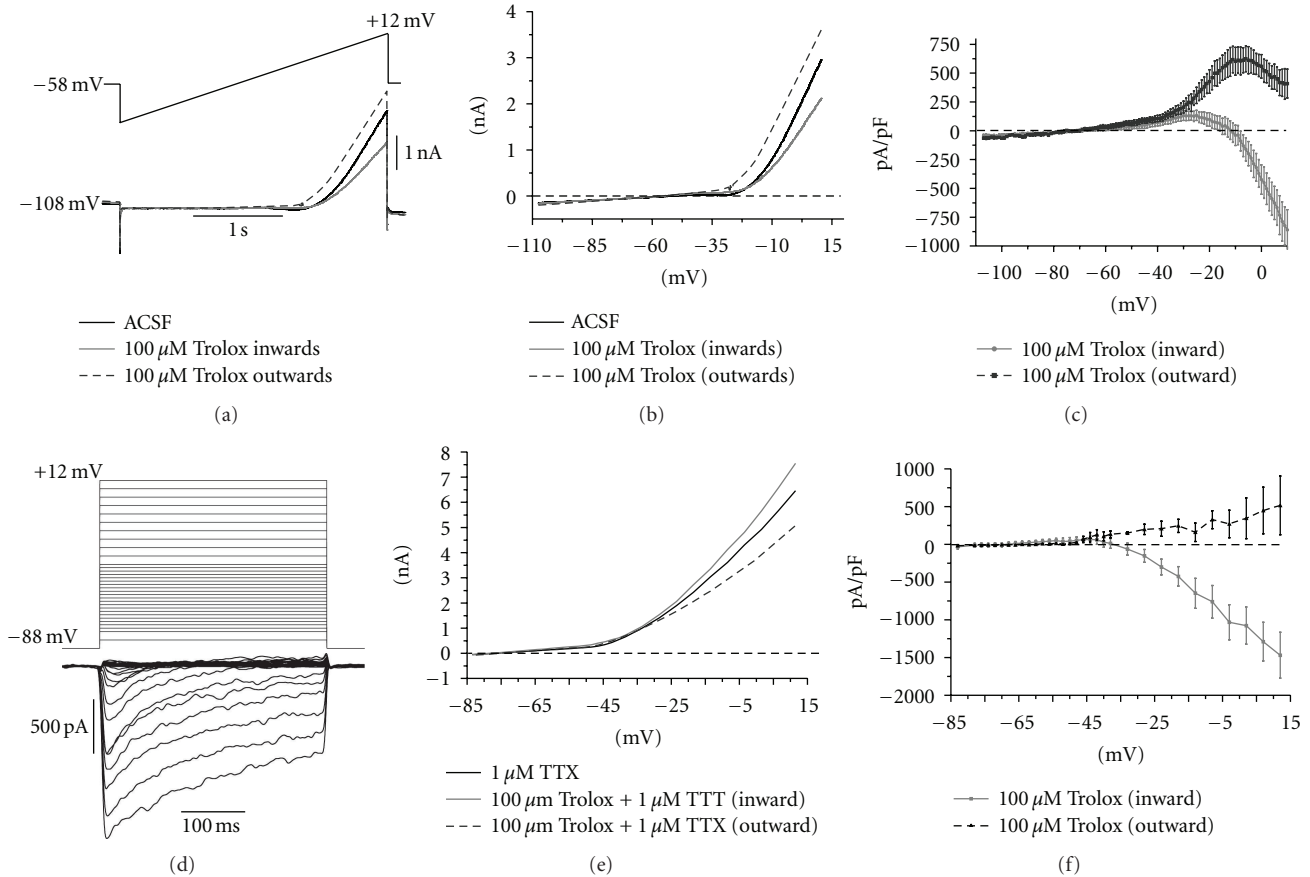 +12 mV
−58 mV
1 nA
−108 mV
1 s
ACSF
100 μM Trolox inwards
100 μM Trolox outwards
(a)
4
3
2
1
0
(nA)
−110 −85 −60 −35 −10 15
(mV)
ACSF
100 μM Trolox (inwards)
100 μM Trolox (outwards)
(b)
750
500
250
0
−250
−500
−750
−1000
pA/pF
−100 −80 −60 −40 −20 0
(mV)
100 μM Trolox (inward)
100 μM Trolox (outward)
(c)
+12 mV
−88 mV
500 pA
100 ms
(d)
8
7
6
5
4
3
2
1
0
−1
(nA)
−85 −65 −45 −25 −5 15
(mV)
1 μM TTX
100 μm Trolox + 1 μM TTT (inward)
100 μm Trolox + 1 μM TTX (outward)
(e)
1000
500
0
−500
−1000
−1500
−2000
pA/pF
−85 −65 −45 −25 −5 15
(mV)
100 μM Trolox (inward)
100 μM Trolox (outward)
(f)